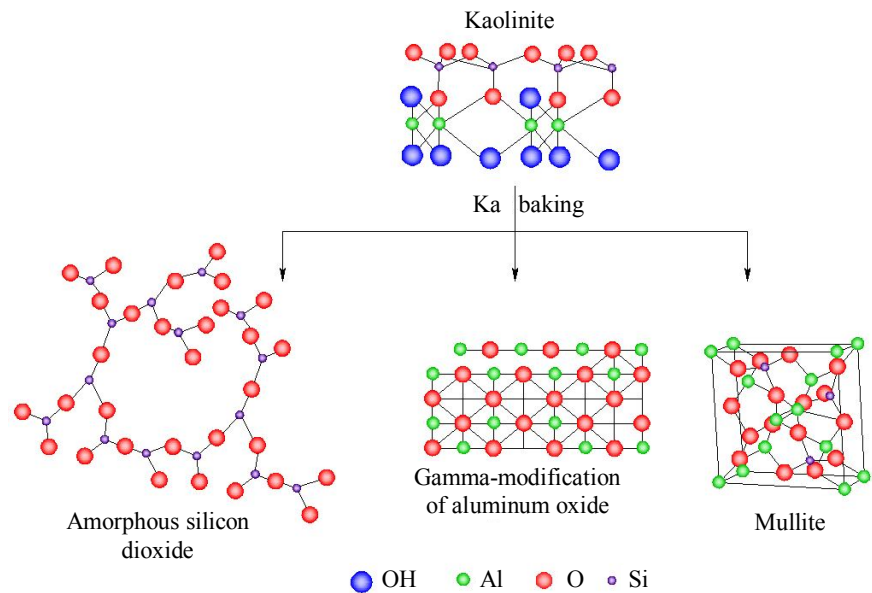 Kaolinite
Ka baking
Amorphous silicon
dioxide
Gamma-modification
of aluminum oxide
Mullite
OH Al O Si